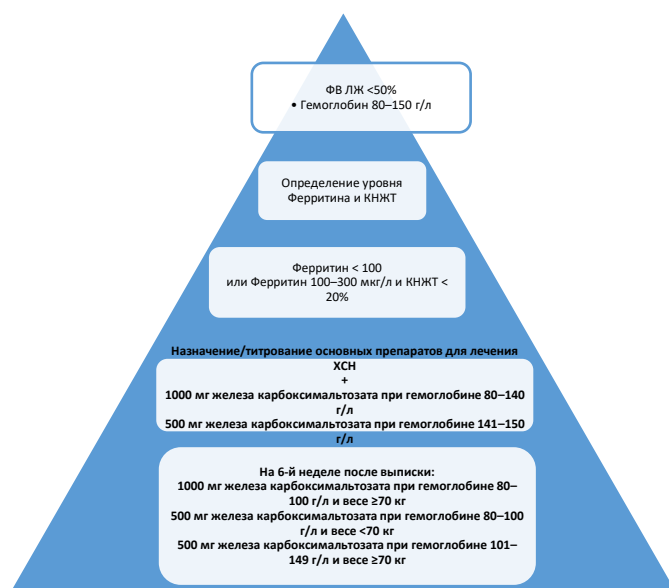 ФВ ЛЖ <50%
• Гемоглобин 80–150 г/л
Определение уровня
Ферритина и КНЖТ
Ферритин < 100
или Ферритин 100–300 мкг/л и КНЖТ <
20%
Назначение/титрование основных препаратов для лечения
ХСН
+
1000 мг железа карбоксимальтозата при гемоглобине 80–140
г/л
500 мг железа карбоксимальтозата при гемоглобине 141–150
г/л
На 6-й неделе после выписки:
1000 мг железа карбоксимальтозата при гемоглобине 80–
100 г/л и весе ≥70 кг
500 мг железа карбоксимальтозата при гемоглобине 80–100
г/л и весе <70 кг
500 мг железа карбоксимальтозата при гемоглобине 101–
149 г/л и весе ≥70 кг